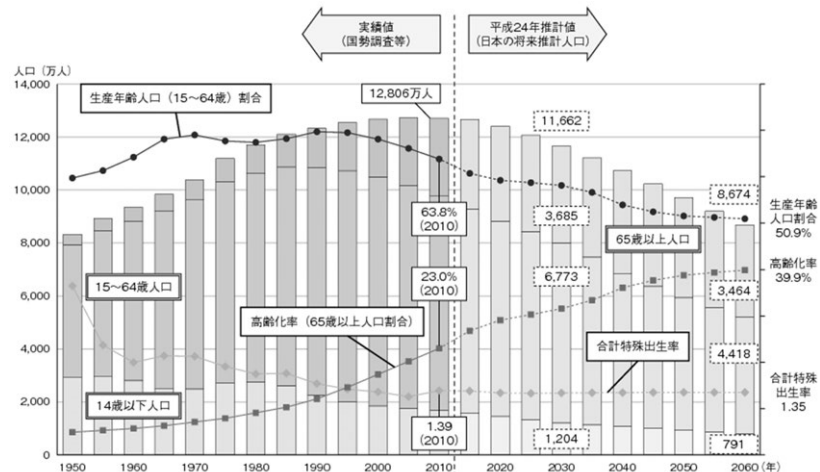 実績値
(国勢調査等)
平成24年推計値
(日本の将来推計人口)
人口(万人)
14,000
12,000
10,000
8,000
6,000
4,000
2,000
0
生産年齢人口(15〜64歳)割合
12,806万人
11,662
8,674
生産年齢
人口割合
50.9%
63.8%
(2010)
3,685
65歳以上人口
高齢化率
39.9%
15〜64歳人口
23.0%
(2010)
6,773
3,464
高齢化率(65歳以上人口割合)
合計特殊出生率
4,418
合計特殊
出生率
1.35
14歳以下人口
1.39
(2010)
1,204
791
1950
1960
1970
1980
1990
2000
2010
2020
2030
2040
2050
2060(年)